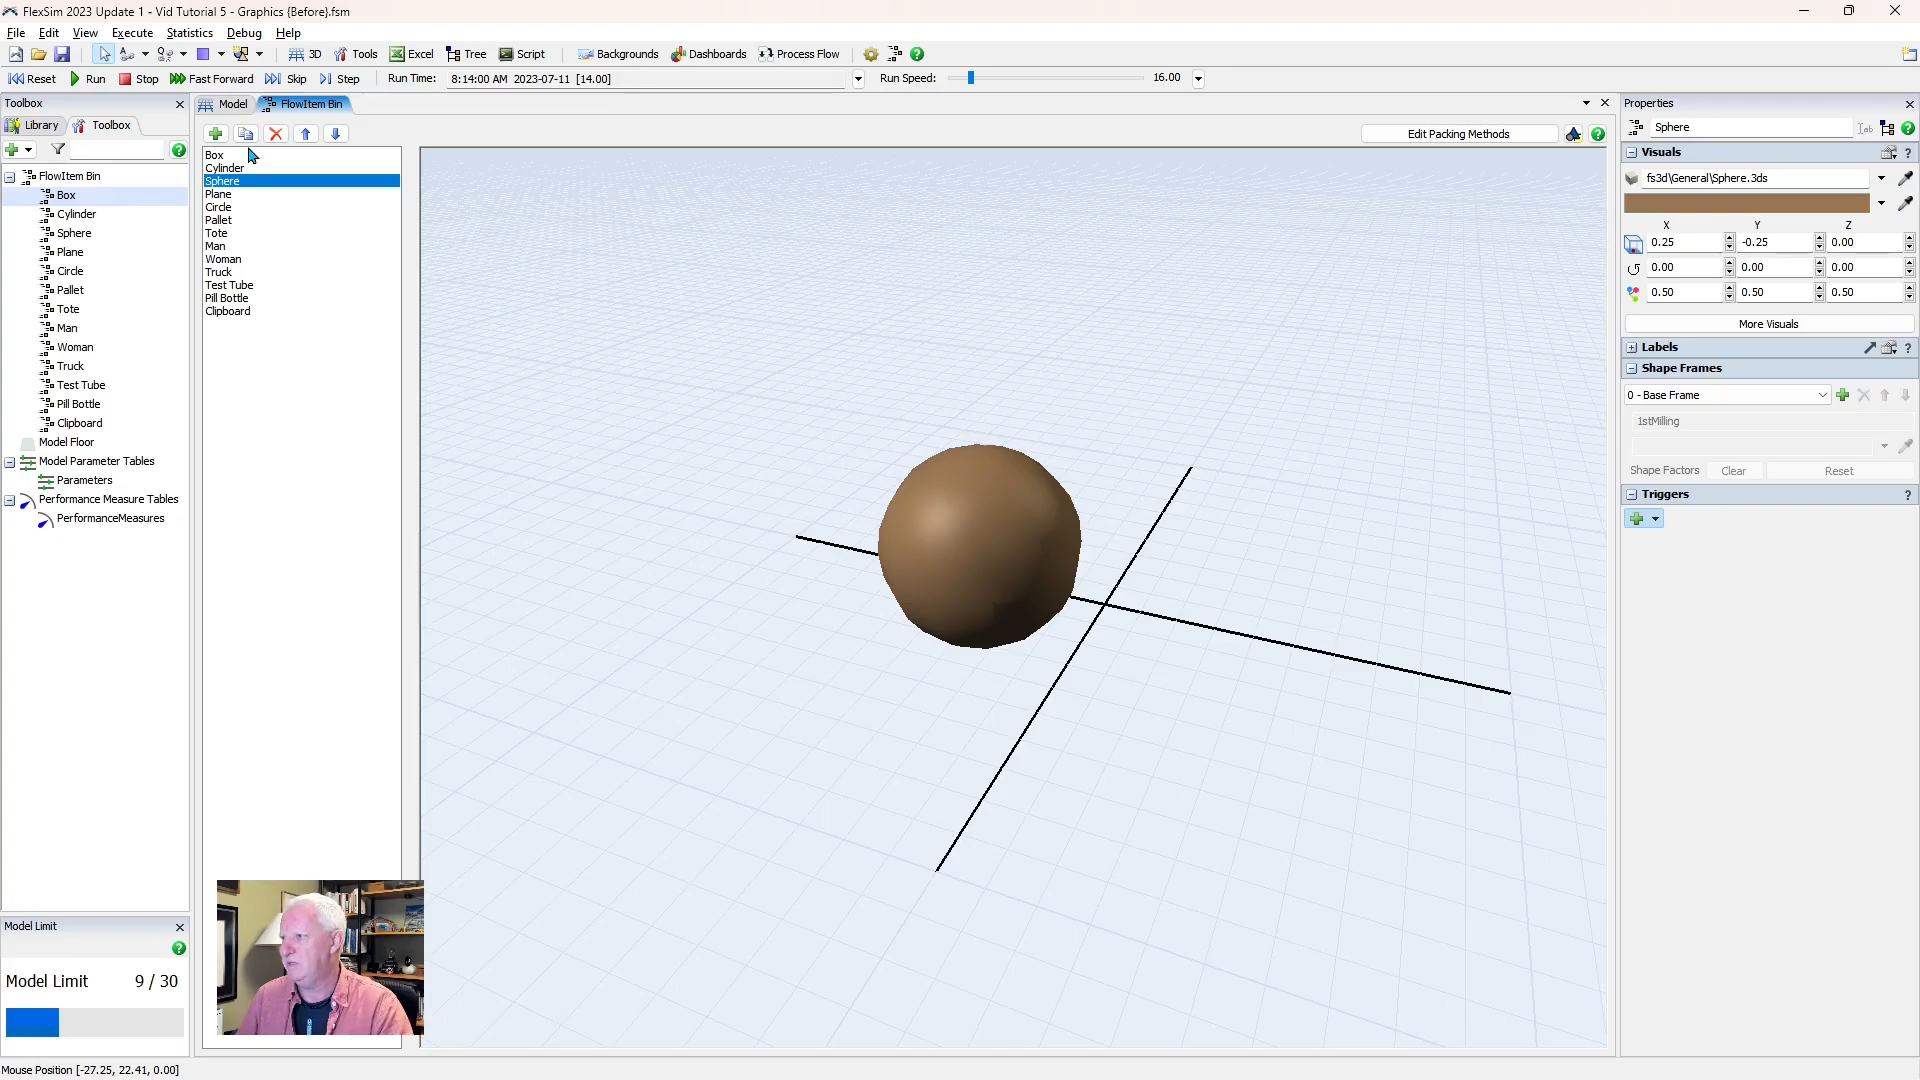 FlexSim 2023 Update 1 - Vid Tutorial 5 - Graphics {Before}.fsm
File Edit View Execute Statistics Debug Help
3D Tools Excel Tree Script Backgrounds Dashboards Process Flow
Reset Run Stop Fast Forward Skip Step Run Time: 8:14:00 AM 2023-07-11 [14.00] Run Speed: 16.00
Toolbox
Library Toolbox
FlowItem Bin
Box
Cylinder
Sphere
Plane
Circle
Pallet
Tote
Man
Woman
Truck
Test Tube
Pill Bottle
Clipboard
Model Floor
Model Parameter Tables
Parameters
Performance Measure Tables
PerformanceMeasures
Model Limit
Model Limit 9 / 30
Mouse Position [-27.25, 22.41, 0.00]
Model FlowItem Bin
Edit Packing Methods
Box
Cylinder
Sphere
Plane
Circle
Pallet
Tote
Man
Woman
Truck
Test Tube
Pill Bottle
Clipboard
Properties
Sphere
Visuals
fs3d\General\Sphere.3ds
X Y Z
0.25 -0.25 0.00
0.00 0.00 0.00
0.50 0.50 0.50
More Visuals
Labels
Shape Frames
0 - Base Frame
1stMilling
Shape Factors Clear Reset
Triggers